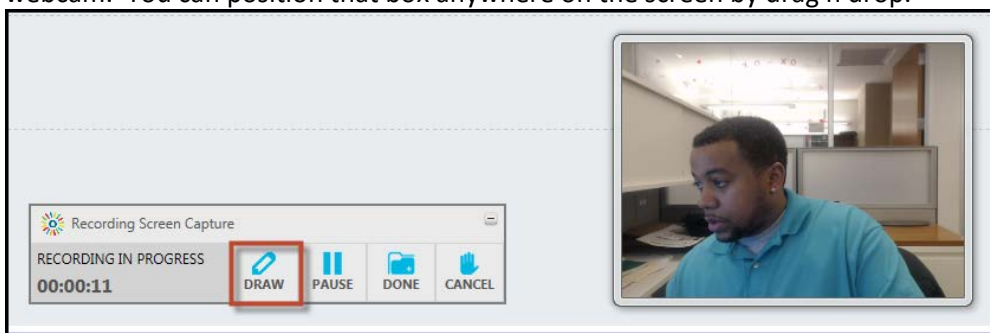 webcam. You can position that box anywhere on the screen by drag n drop.
Recording Screen Capture
RECORDING IN PROGRESS
00:00:11
DRAW PAUSE DONE CANCEL